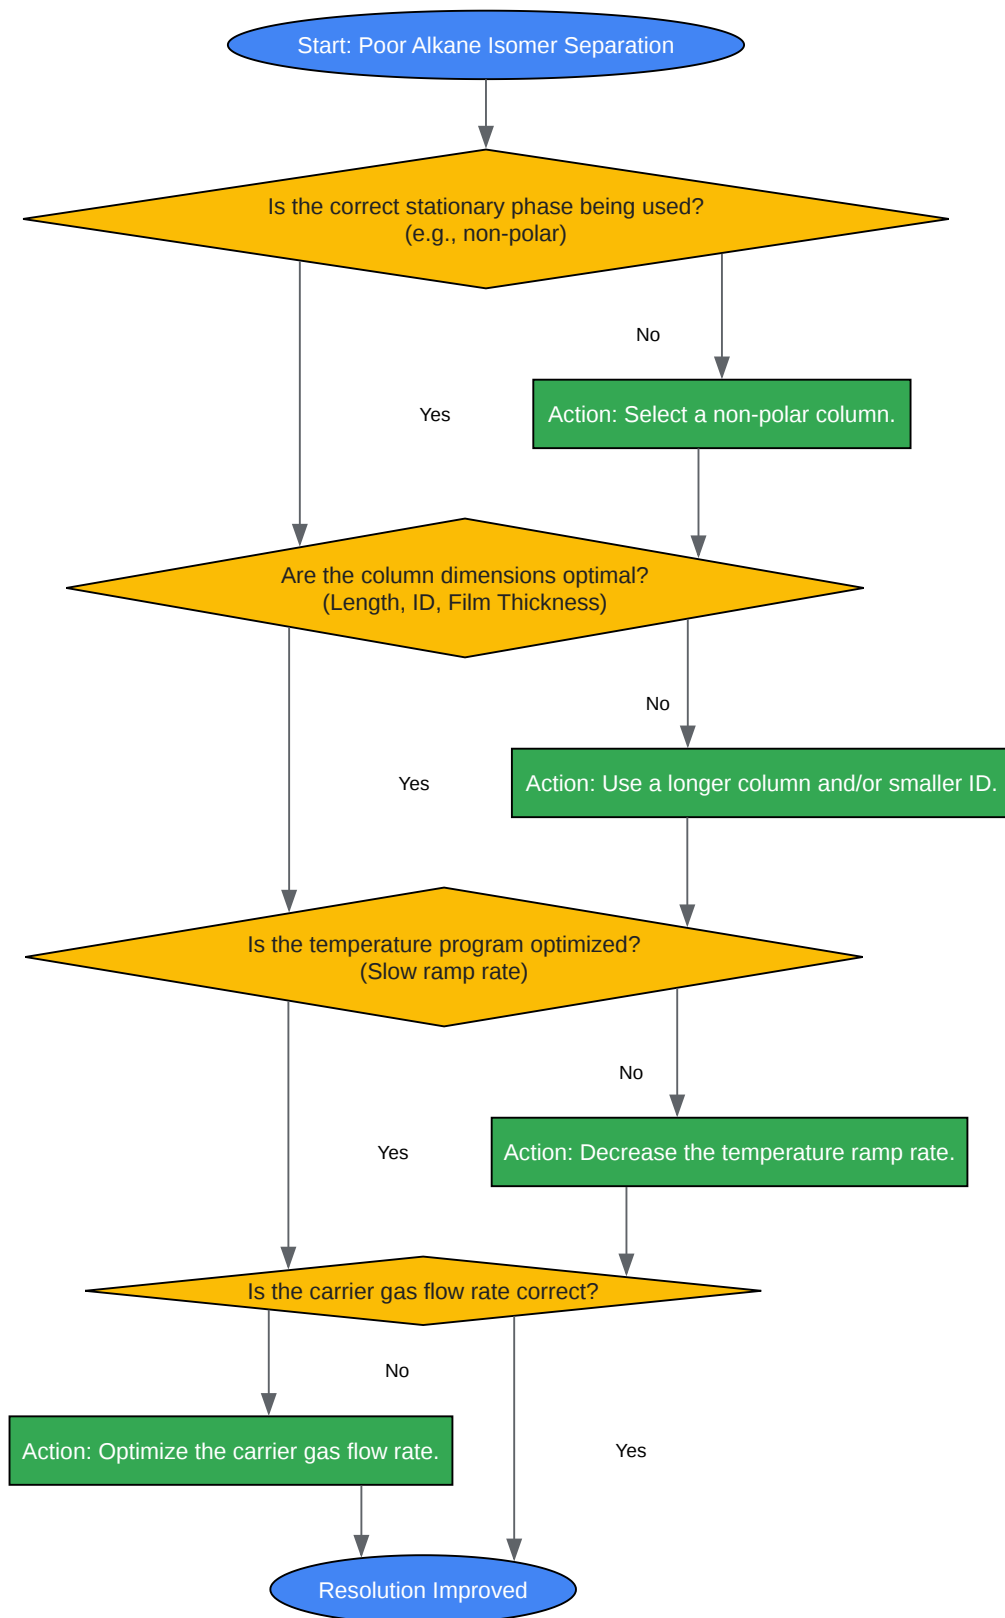 Start: Poor Alkane Isomer Separation
Is the correct stationary phase being used?
(e.g., non-polar)
No
Yes
Action: Select a non-polar column.
Are the column dimensions optimal?
(Length, ID, Film Thickness)
No
Yes
Action: Use a longer column and/or smaller ID.
Is the temperature program optimized?
(Slow ramp rate)
No
Yes
Action: Decrease the temperature ramp rate.
Is the carrier gas flow rate correct?
No
Action: Optimize the carrier gas flow rate.
Yes
Resolution Improved